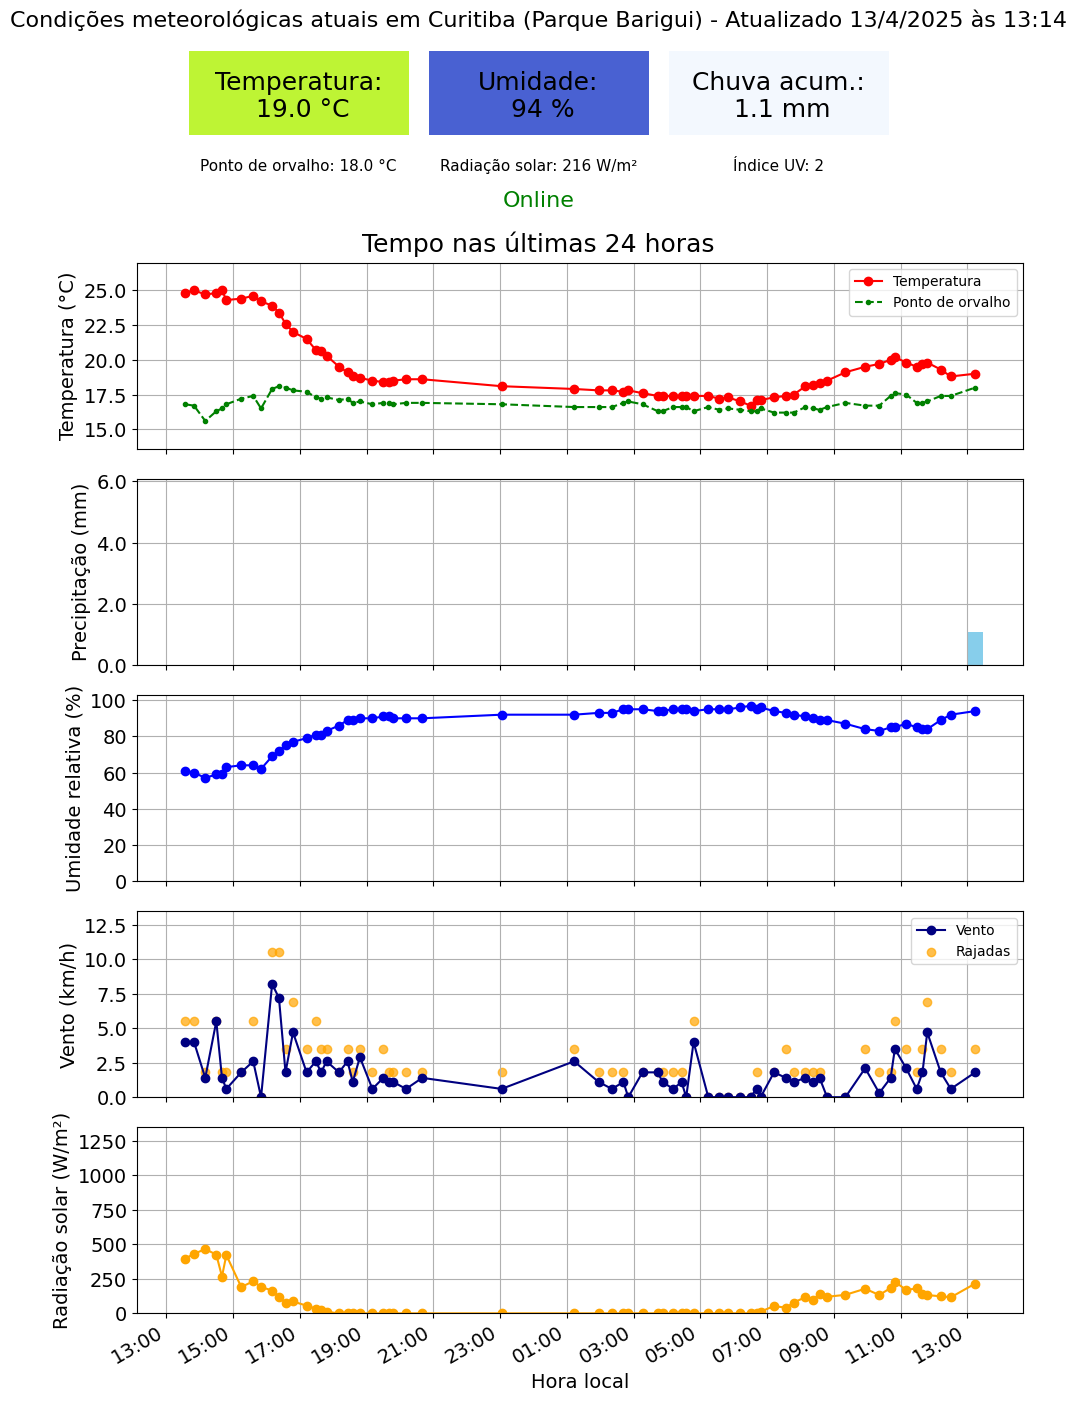 Condições meteorológicas atuais em Curitiba (Parque Barigui) - Atualizado 13/4/2025 às 13:14
Temperatura:
19.0 °C
Umidade:
94 %
Chuva acum.:
1.1 mm
Ponto de orvalho: 18.0 °C
Radiação solar: 216 W/m²
Índice UV: 2
Online
Tempo nas últimas 24 horas
Temperatura (°C)
25.0
22.5
20.0
17.5
15.0
Temperatura
Ponto de orvalho
Precipitação (mm)
6.0
4.0
2.0
0.0
Umidade relativa (%)
100
80
60
40
20
0
Vento (km/h)
12.5
10.0
7.5
5.0
2.5
0.0
Vento
Rajadas
Radiação solar (W/m²)
1250
1000
750
500
250
0
13:00
15:00
17:00
19:00
21:00
23:00
01:00
03:00
05:00
07:00
09:00
11:00
13:00
Hora local